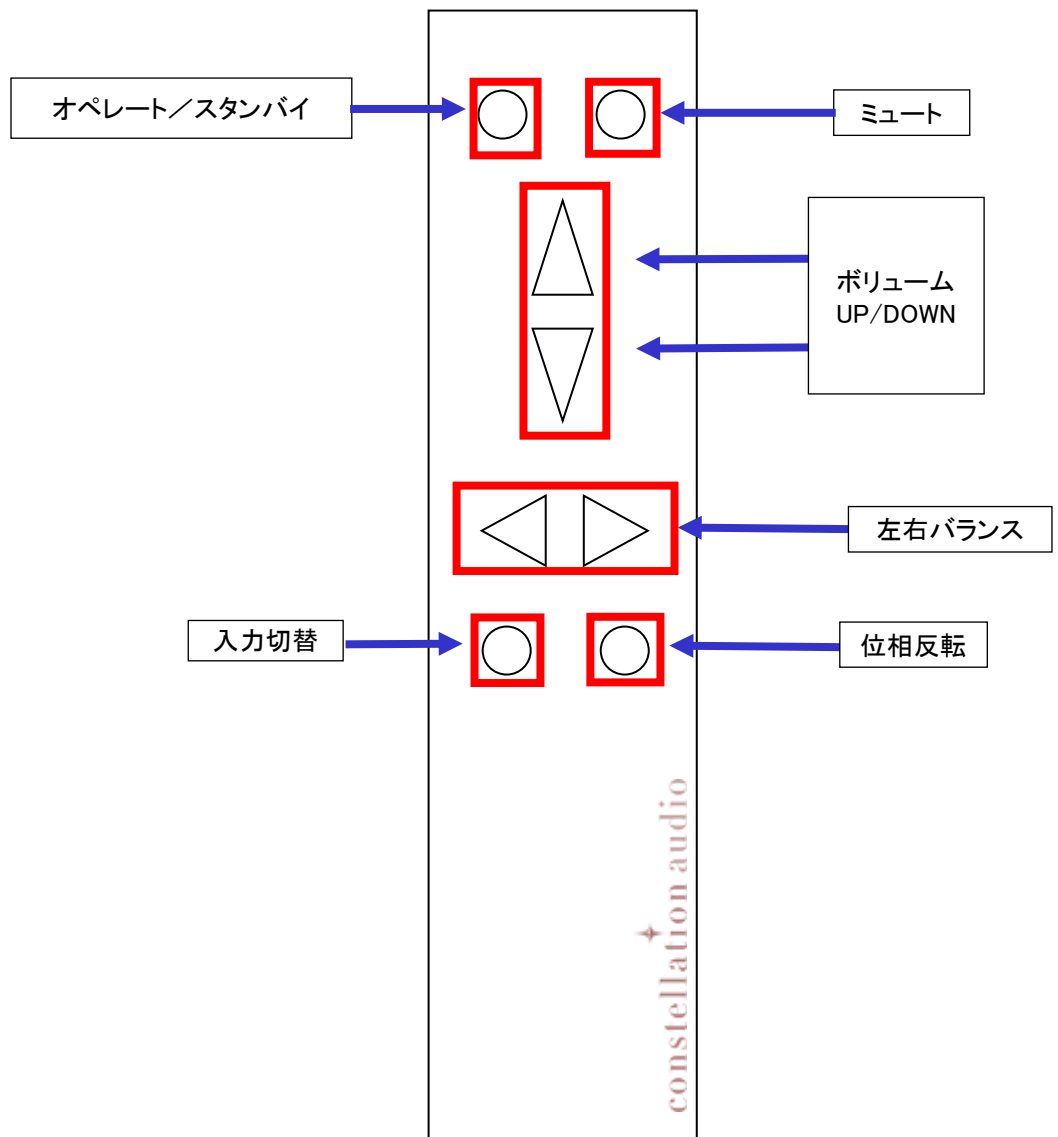 オペレート／スタンバイ
ミュート
ボリューム
UP/DOWN
左右バランス
入力切替
位相反転
constellation audio